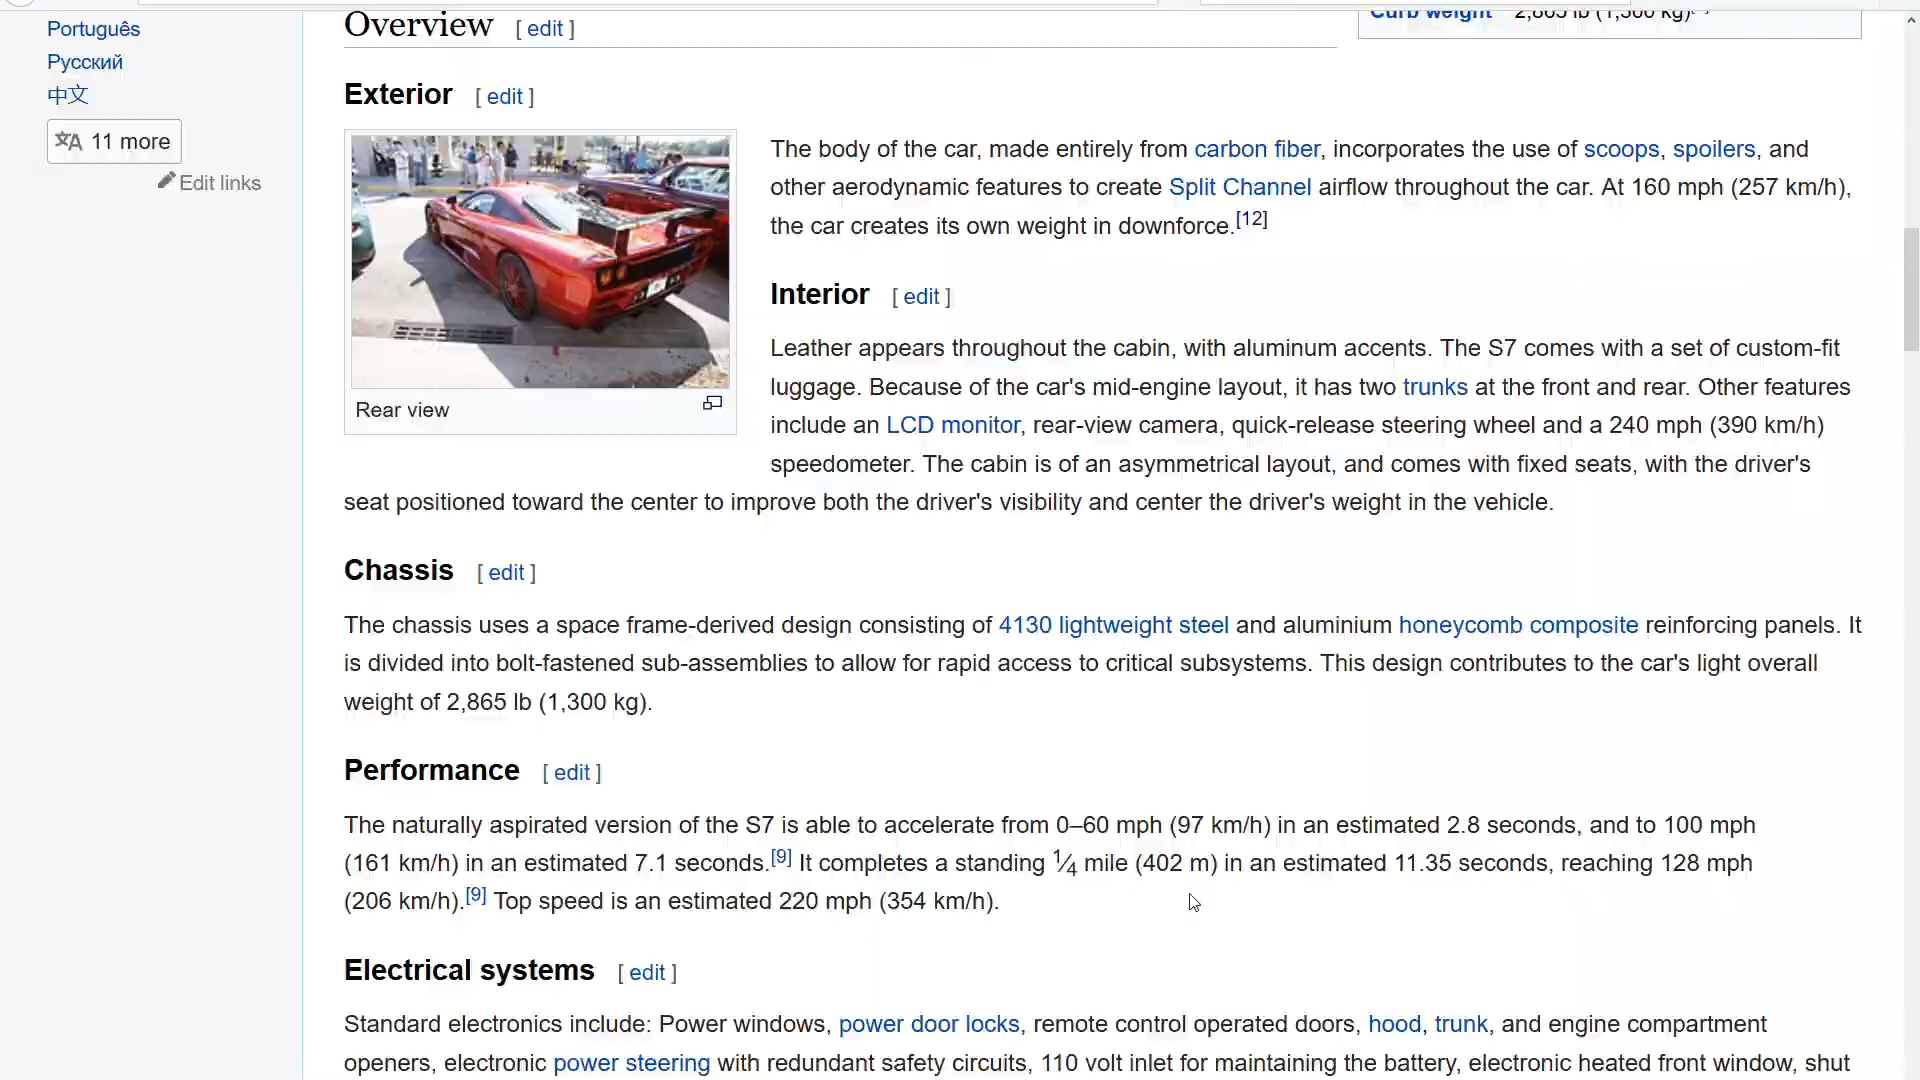 Português
Русский
中文
11 more
Edit links
Overview [ edit ]
Curb weight 2,865 lb (1,300 kg)
Exterior [ edit ]
Rear view
The body of the car, made entirely from carbon fiber, incorporates the use of scoops, spoilers, and
other aerodynamic features to create Split Channel airflow throughout the car. At 160 mph (257 km/h),
the car creates its own weight in downforce.[12]
Interior [ edit ]
Leather appears throughout the cabin, with aluminum accents. The S7 comes with a set of custom-fit
luggage. Because of the car's mid-engine layout, it has two trunks at the front and rear. Other features
include an LCD monitor, rear-view camera, quick-release steering wheel and a 240 mph (390 km/h)
speedometer. The cabin is of an asymmetrical layout, and comes with fixed seats, with the driver's
seat positioned toward the center to improve both the driver's visibility and center the driver's weight in the vehicle.
Chassis [ edit ]
The chassis uses a space frame-derived design consisting of 4130 lightweight steel and aluminium honeycomb composite reinforcing panels. It
is divided into bolt-fastened sub-assemblies to allow for rapid access to critical subsystems. This design contributes to the car's light overall
weight of 2,865 lb (1,300 kg).
Performance [ edit ]
The naturally aspirated version of the S7 is able to accelerate from 0–60 mph (97 km/h) in an estimated 2.8 seconds, and to 100 mph
(161 km/h) in an estimated 7.1 seconds.[9] It completes a standing 1⁄4 mile (402 m) in an estimated 11.35 seconds, reaching 128 mph
(206 km/h).[9] Top speed is an estimated 220 mph (354 km/h).
Electrical systems [ edit ]
Standard electronics include: Power windows, power door locks, remote control operated doors, hood, trunk, and engine compartment
openers, electronic power steering with redundant safety circuits, 110 volt inlet for maintaining the battery, electronic heated front window, shut